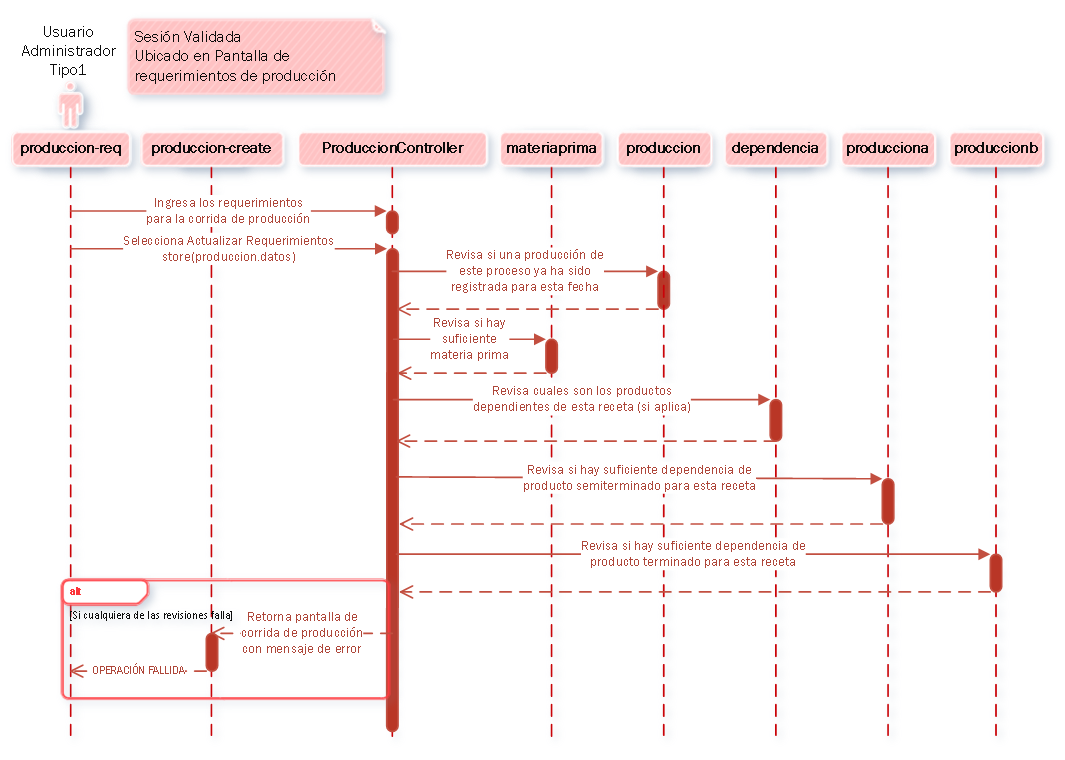 Usuario
Administrador
Tipo1
Sesión Validada
Ubicado en Pantalla de
requerimientos de producción
produccion-req
produccion-create
ProduccionController
materiaprima
produccion
dependencia
producciona
produccionb
Ingresa los requerimientos
para la corrida de producción
Selecciona Actualizar Requerimientos
store(produccion.datos)
Revisa si una producción de
este proceso ya ha sido
registrada para esta fecha
Revisa si hay
suficiente
materia prima
Revisa cuales son los productos
dependientes de esta receta (si aplica)
Revisa si hay suficiente dependencia de
producto semiterminado para esta receta
Revisa si hay suficiente dependencia de
producto terminado para esta receta
alt
[Si cualquiera de las revisiones falla]
Retorna pantalla de
corrida de producción
con mensaje de error
OPERACIÓN FALLIDA